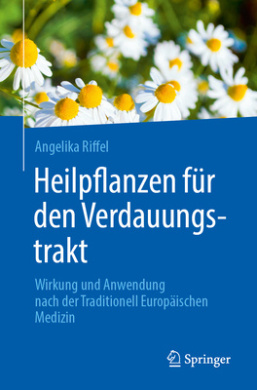 Angelika Riffel
Heilpflanzen für
den Verdauungs-
trakt
Wirkung und Anwendung
nach der Traditionell Europäischen
Medizin
Springer